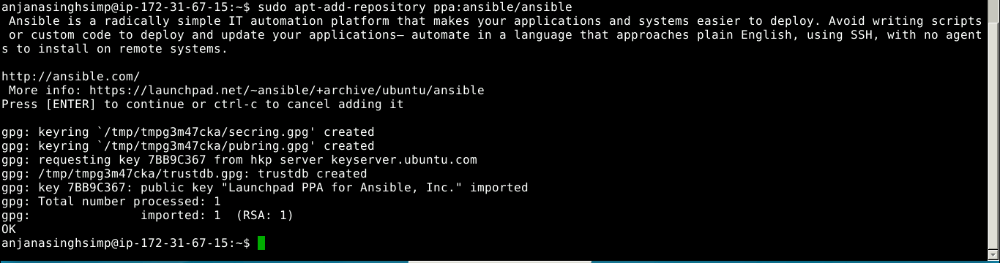 anjanasinghsimp@ip-172-31-67-15:~$ sudo apt-add-repository ppa:ansible/ansible
 Ansible is a radically simple IT automation platform that makes your applications and systems easier to deploy. Avoid writing scripts
 or custom code to deploy and update your applications— automate in a language that approaches plain English, using SSH, with no agent
s to install on remote systems.

http://ansible.com/
 More info: https://launchpad.net/~ansible/+archive/ubuntu/ansible
Press [ENTER] to continue or ctrl-c to cancel adding it

gpg: keyring `/tmp/tmpg3m47cka/secring.gpg' created
gpg: keyring `/tmp/tmpg3m47cka/pubring.gpg' created
gpg: requesting key 7BB9C367 from hkp server keyserver.ubuntu.com
gpg: /tmp/tmpg3m47cka/trustdb.gpg: trustdb created
gpg: key 7BB9C367: public key "Launchpad PPA for Ansible, Inc." imported
gpg: Total number processed: 1
gpg:               imported: 1  (RSA: 1)
OK
anjanasinghsimp@ip-172-31-67-15:~$